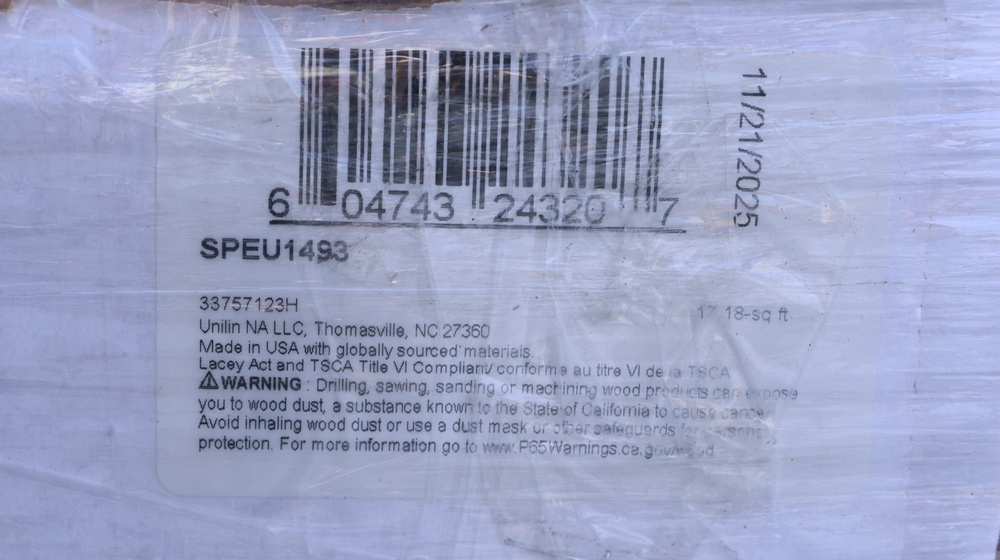 6 04743 24320 7
11/21/2025
SPEU1493
33757123H
17.18-sq ft.
Unilin NA LLC, Thomasville, NC 27360
Made in USA with globally sourced materials.
Lacey Act and TSCA Title VI Compliant/ conforme au titre VI de la TSCA
⚠WARNING : Drilling, sawing, sanding or machining wood products can expose
you to wood dust, a substance known to the State of California to cause cancer.
Avoid inhaling wood dust or use a dust mask or other safeguards for personal
protection. For more information go to www.P65Warnings.ca.gov/wood